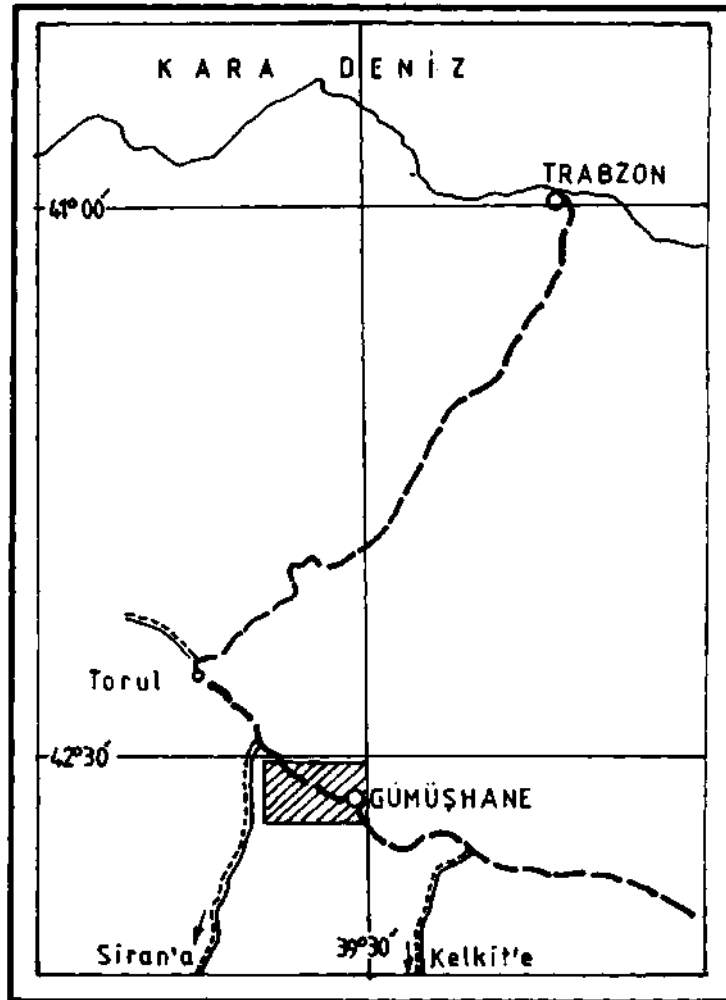 KARA DENİZ
TRABZON
41° 00'
Torul
42° 30'
GÜMÜŞHANE
39° 30'
Siran'a
Kelkit'e